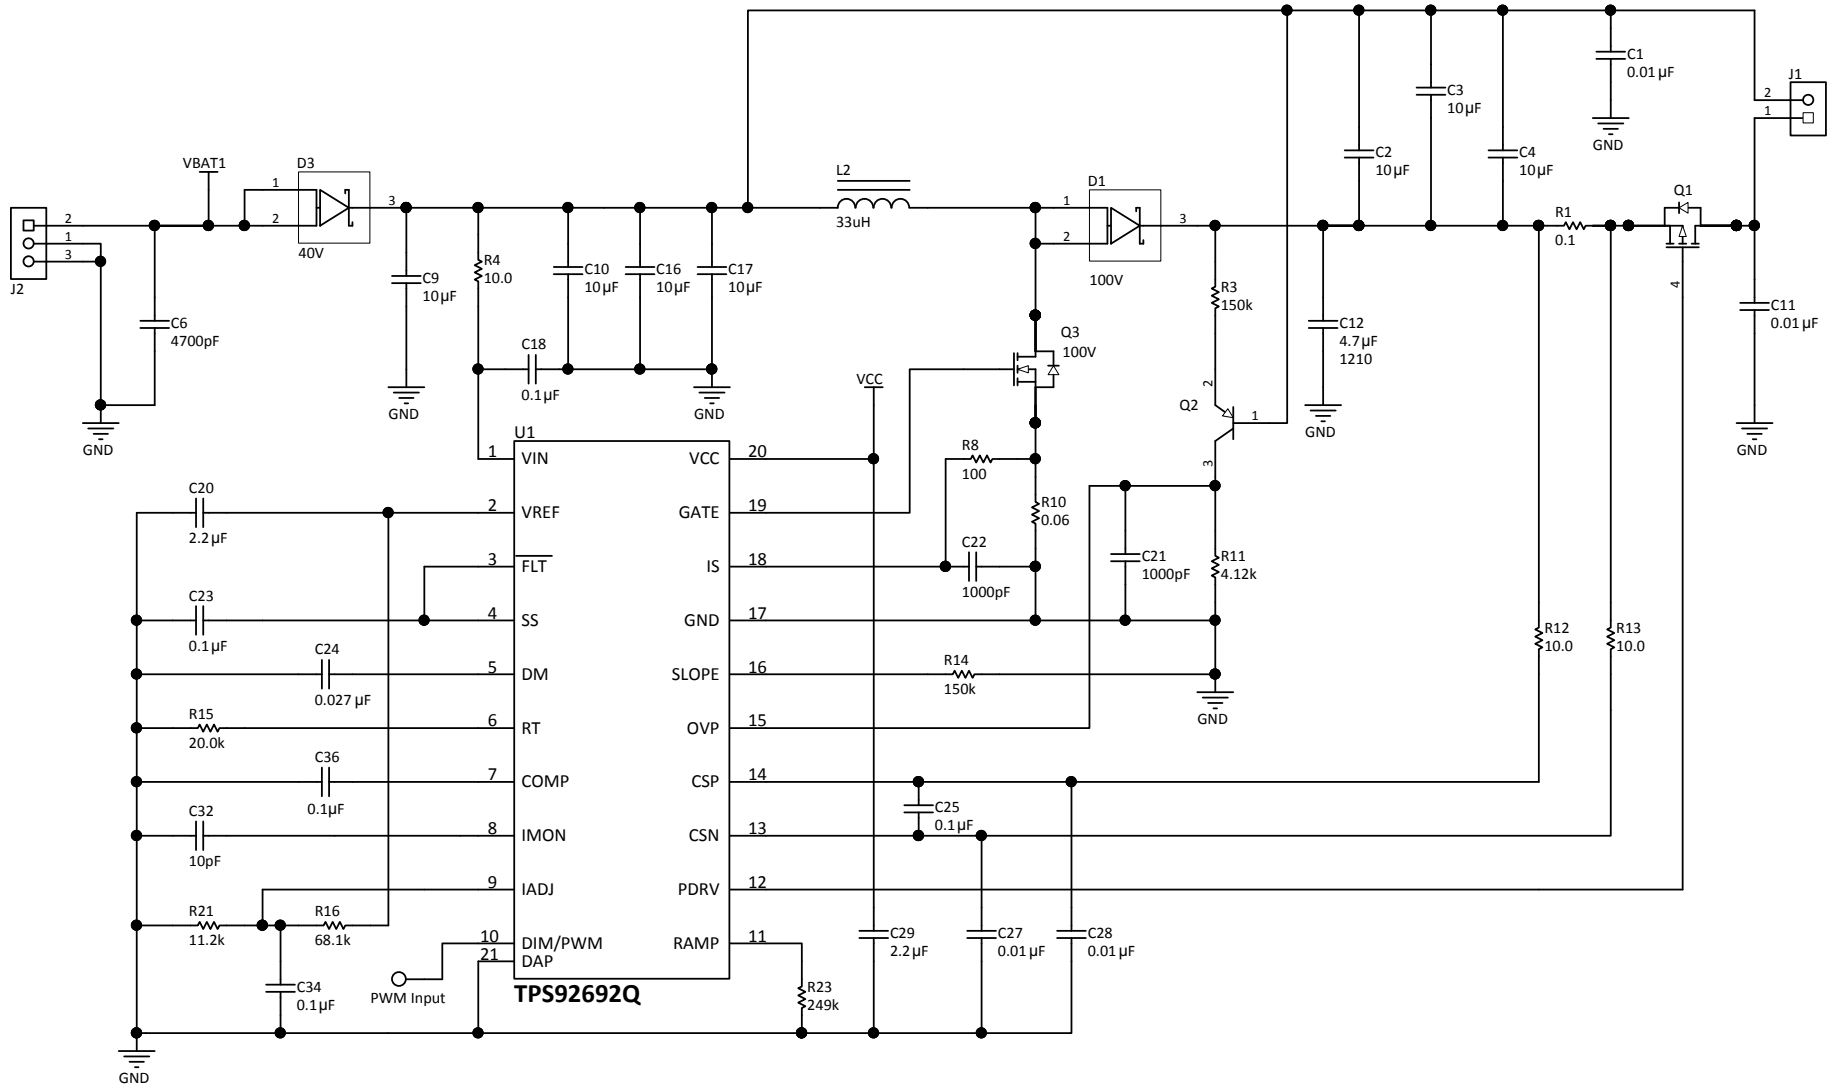 C1
0.01µF
GND
J1
2
1
C3
10µF
C2
10µF
C4
10µF
VBAT1
D3
1
2
3
40V
L2
33uH
D1
1
2
3
100V
Q1
4
R1
0.1
2
1
3
J2
C6
4700pF
GND
C9
10µF
GND
R4
10.0
C10
10µF
C16
10µF
C17
10µF
C18
0.1µF
GND
VCC
Q3
100V
R3
150k
C12
4.7µF
1210
GND
C11
0.01µF
GND
2
Q2
1
3
U1
1
VIN
2
VREF
3
FLT
4
SS
5
DM
6
RT
7
COMP
8
IMON
9
IADJ
10
DIM/PWM
21
DAP
VCC
20
GATE
19
IS
18
GND
17
SLOPE
16
OVP
15
CSP
14
CSN
13
PDRV
12
RAMP
11
TPS92692Q
C20
2.2µF
C23
0.1µF
C24
0.027µF
R15
20.0k
C36
0.1µF
C32
10pF
R21
11.2k
R16
68.1k
C34
0.1µF
PWM Input
GND
R8
100
R10
0.06
C22
1000pF
C21
1000pF
R11
4.12k
R14
150k
GND
R12
10.0
R13
10.0
C25
0.1µF
C29
2.2µF
C27
0.01µF
C28
0.01µF
R23
249k